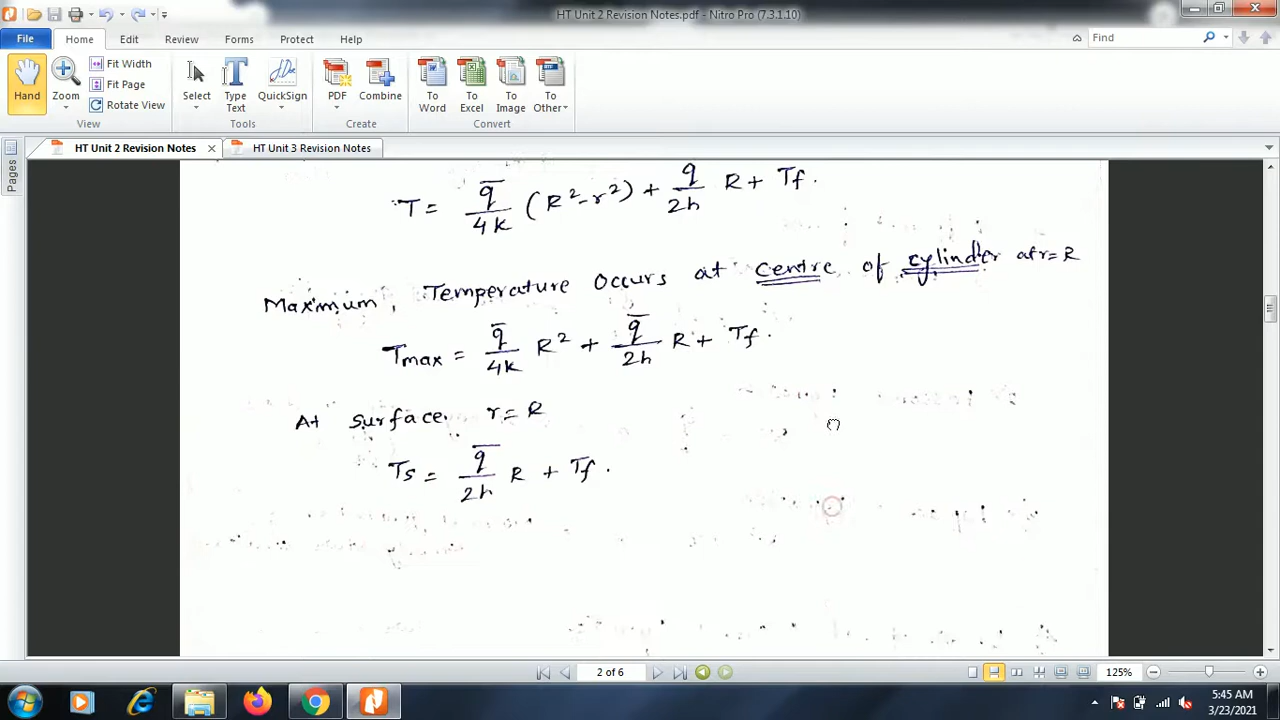 HT Unit 2 Revision Notes.pdf - Nitro Pro (7.3.1.10)
File Home Edit Review Forms Protect Help Find
Hand Zoom Fit Width Fit Page Rotate View Select Type Text QuickSign PDF Combine To Word To Excel To Image To Other
View Tools Create Convert
HT Unit 2 Revision Notes HT Unit 3 Revision Notes
Pages
T = q̄/4k (R²-r²) + q/2h R + Tf.
Maximum, Temperature Occurs at centre of cylinder at r=R
Tmax = q̄/4k R² + q̄/2h R + Tf.
At surface. r=R
Ts = q̄/2h R + Tf.
2 of 6 125%
5:45 AM
3/23/2021